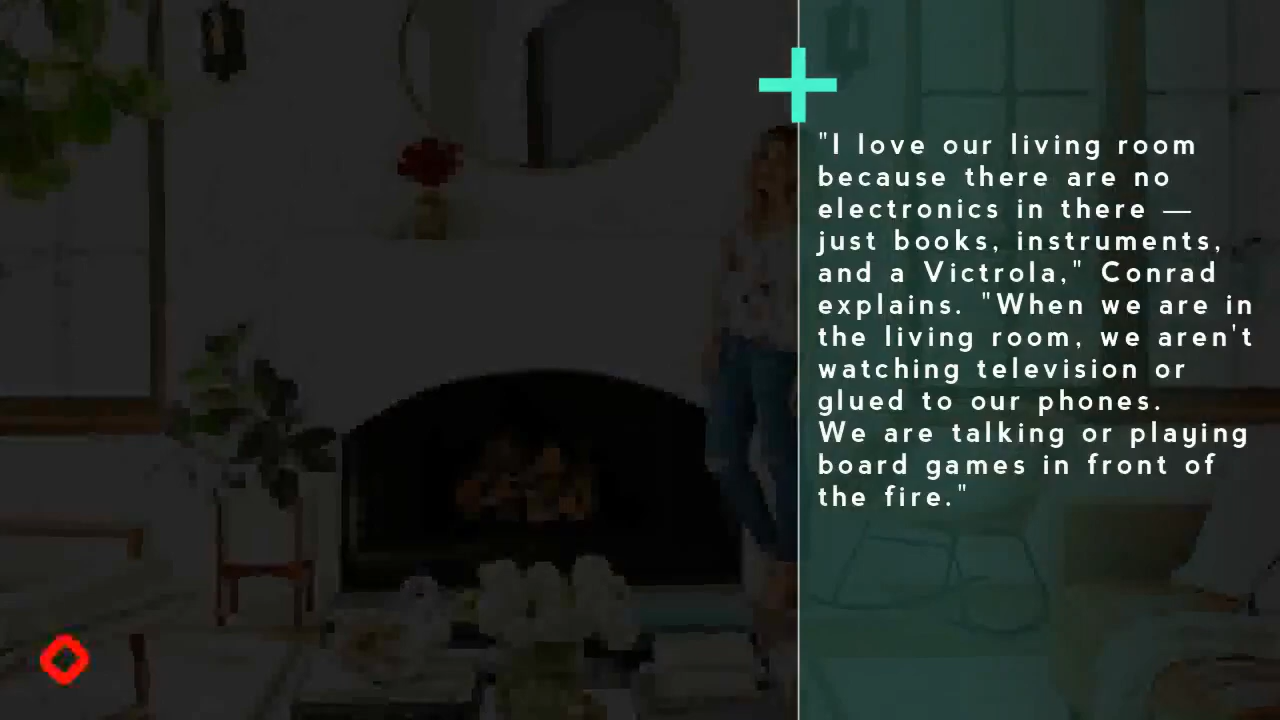 "I love our living room
because there are no
electronics in there —
just books, instruments,
and a Victrola," Conrad
explains. "When we are in
the living room, we aren't
watching television or
glued to our phones.
We are talking or playing
board games in front of
the fire."